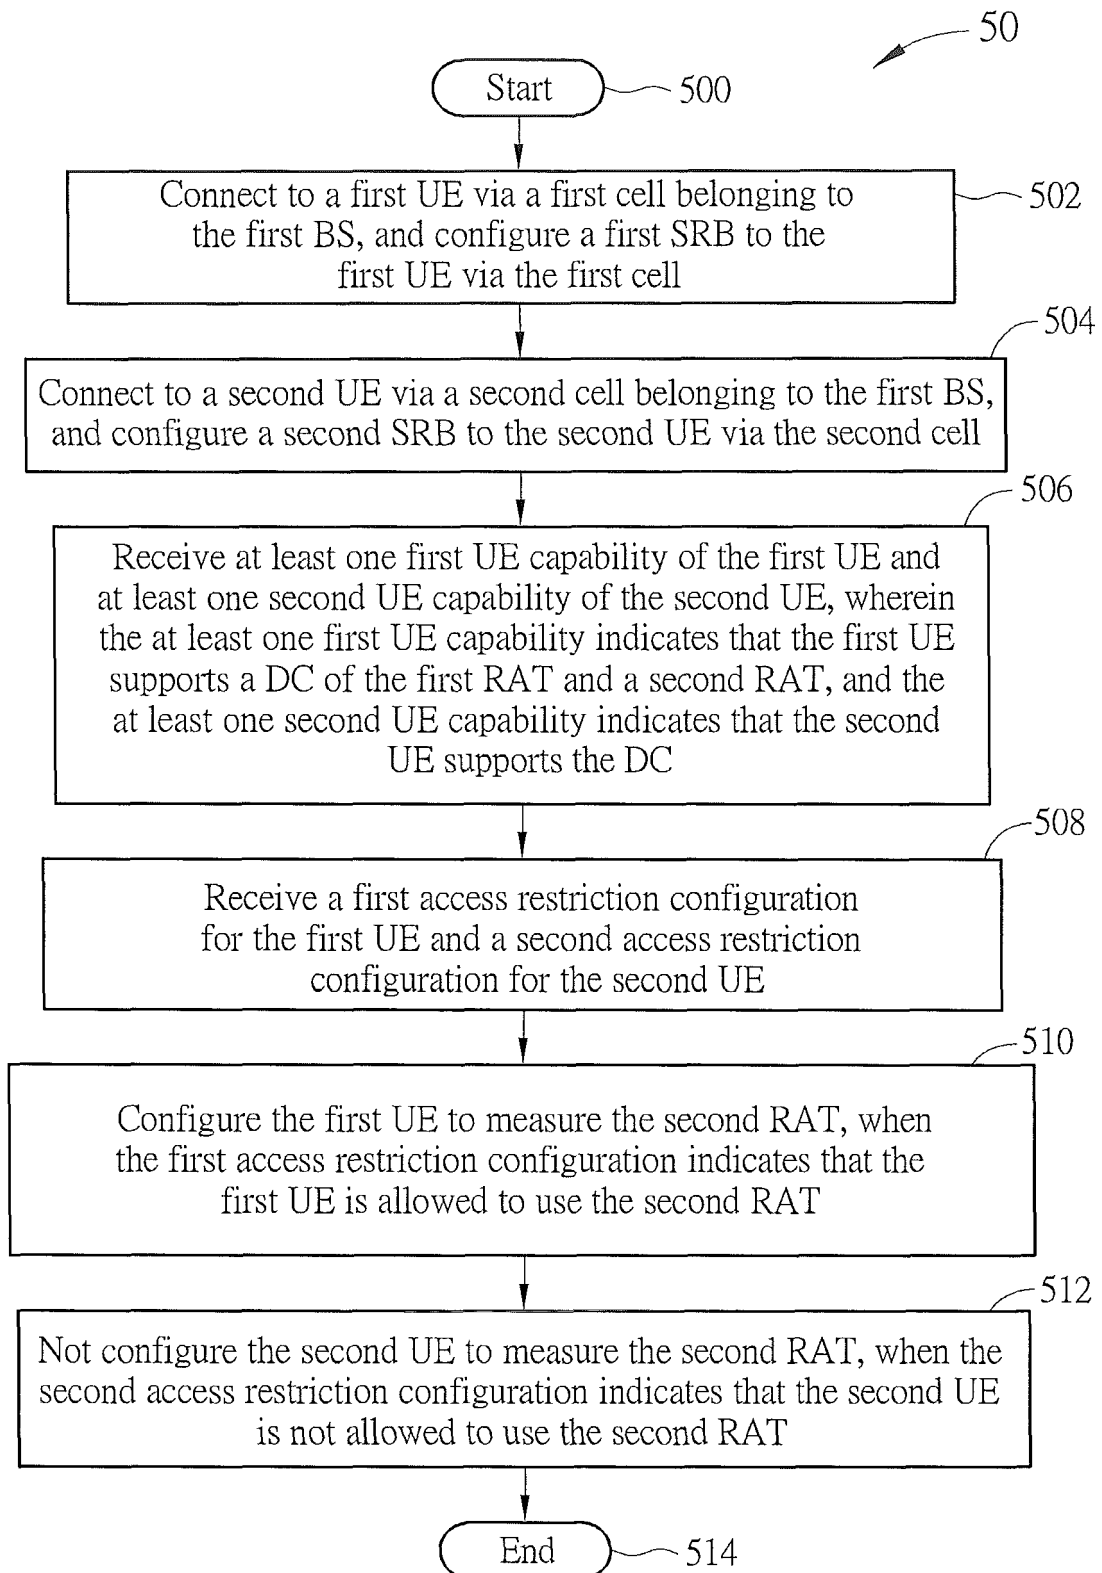 50
Start
500
Connect to a first UE via a first cell belonging to
the first BS, and configure a first SRB to the
first UE via the first cell
502
504
Connect to a second UE via a second cell belonging to the first BS,
and configure a second SRB to the second UE via the second cell
506
Receive at least one first UE capability of the first UE and
at least one second UE capability of the second UE, wherein
the at least one first UE capability indicates that the first UE
supports a DC of the first RAT and a second RAT, and the
at least one second UE capability indicates that the second
UE supports the DC
508
Receive a first access restriction configuration
for the first UE and a second access restriction
configuration for the second UE
510
Configure the first UE to measure the second RAT, when
the first access restriction configuration indicates that the
first UE is allowed to use the second RAT
512
Not configure the second UE to measure the second RAT, when the
second access restriction configuration indicates that the second UE
is not allowed to use the second RAT
End
514